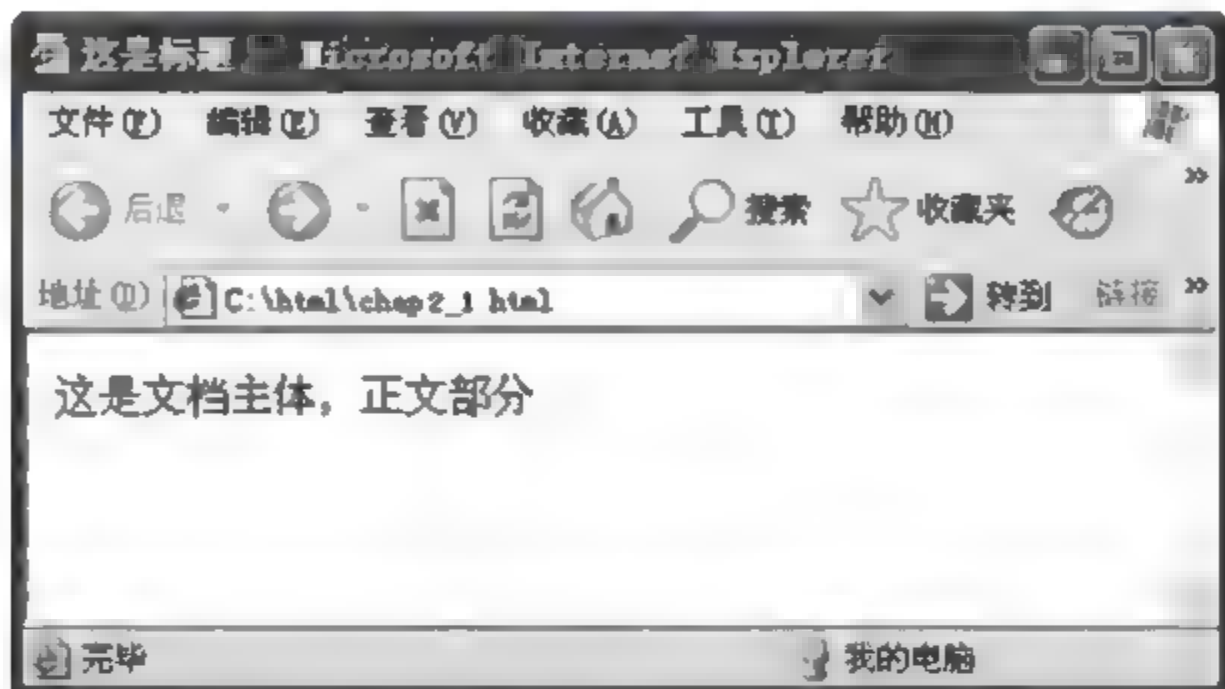 这是标题 - Microsoft Internet Explorer
文件(F) 编辑(E) 查看(V) 收藏(A) 工具(T) 帮助(H)
后退 搜索 收藏夹
地址(D) C:\html\chap2_1.html 转到 链接
这是文档主体，正文部分
完毕 我的电脑